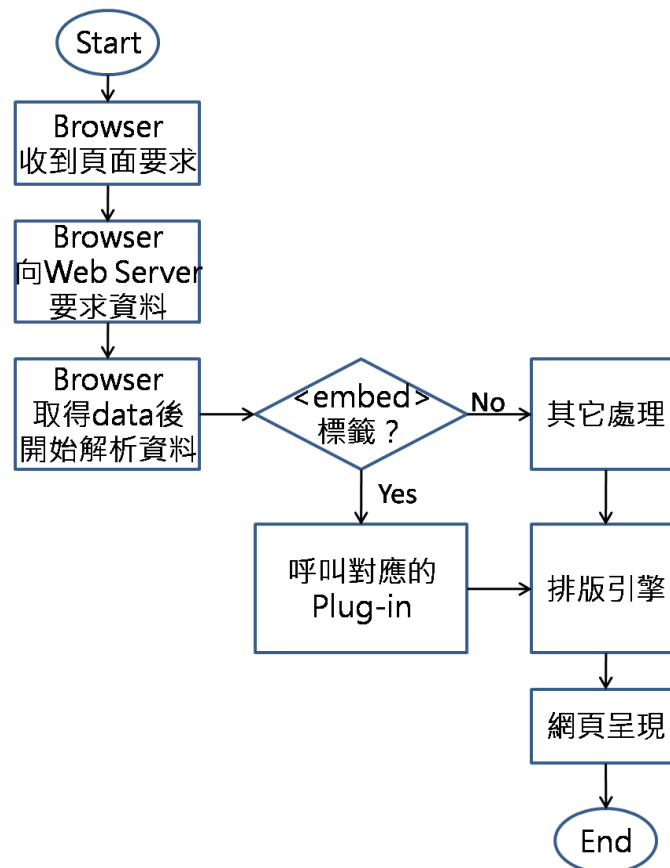 Start
Browser
收到頁面要求
Browser
向Web Server
要求資料
Browser
取得data後
開始解析資料
<embed>
標籤？
No
其它處理
Yes
呼叫對應的
Plug-in
排版引擎
網頁呈現
End